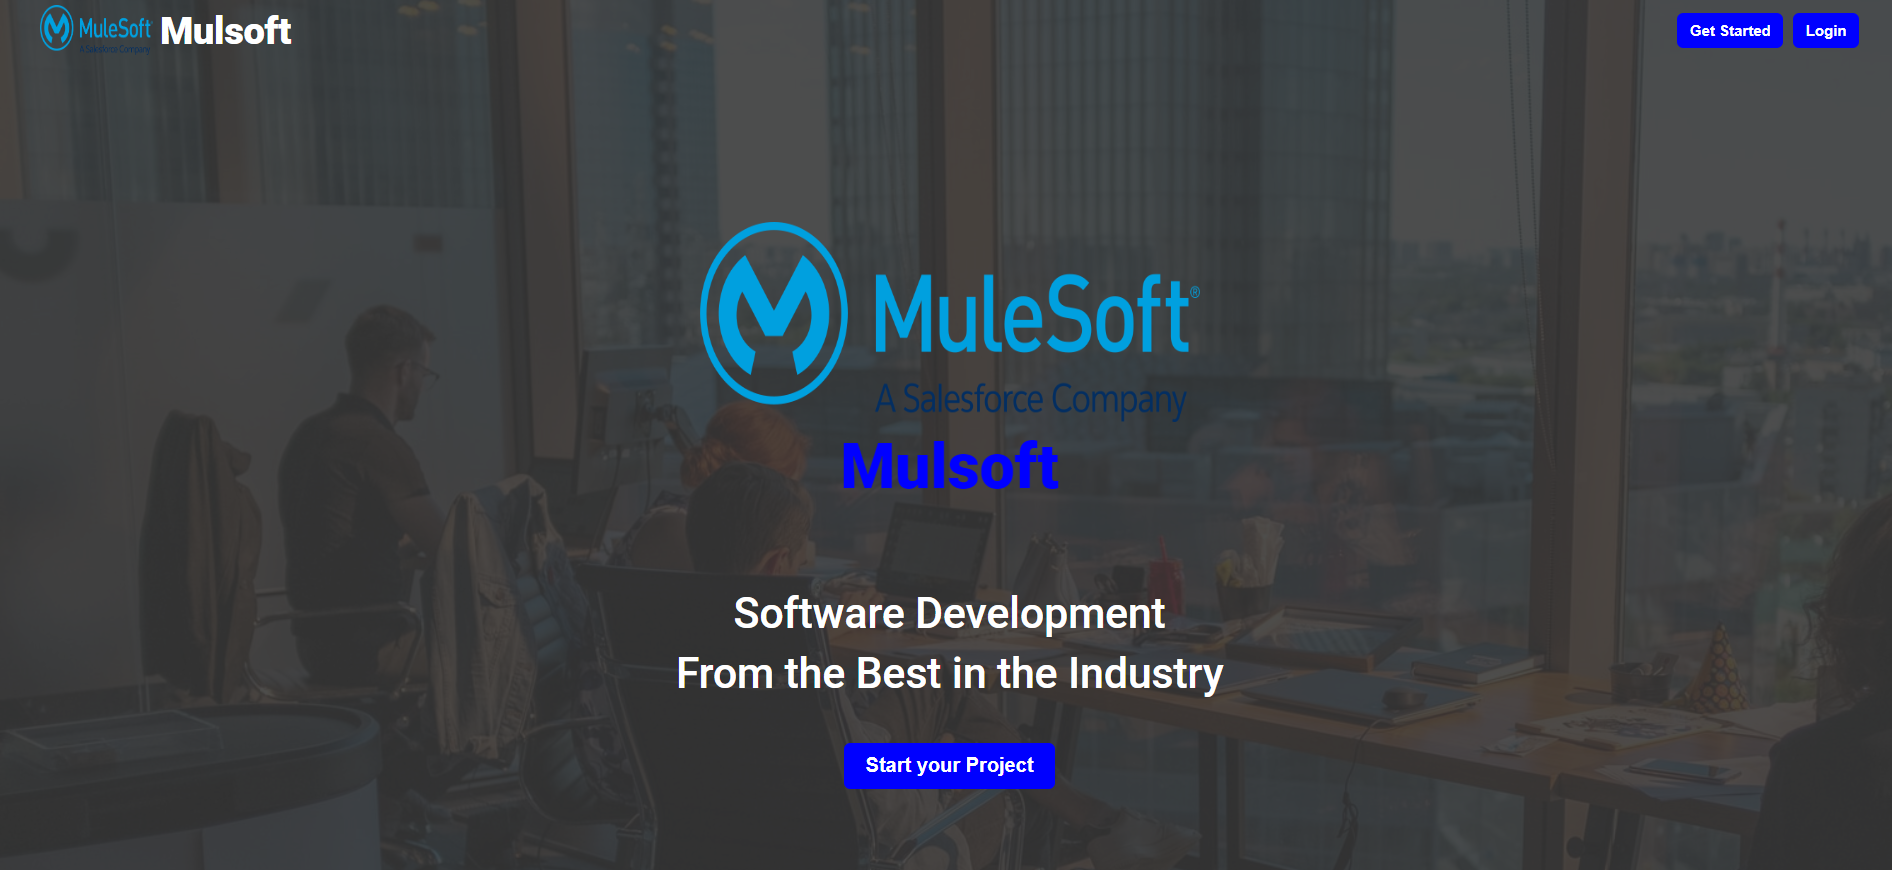 MuleSoft
A Salesforce Company
Mulsoft
Get Started
Login
MuleSoft®
A Salesforce Company
Mulsoft
Software Development
From the Best in the Industry
Start your Project